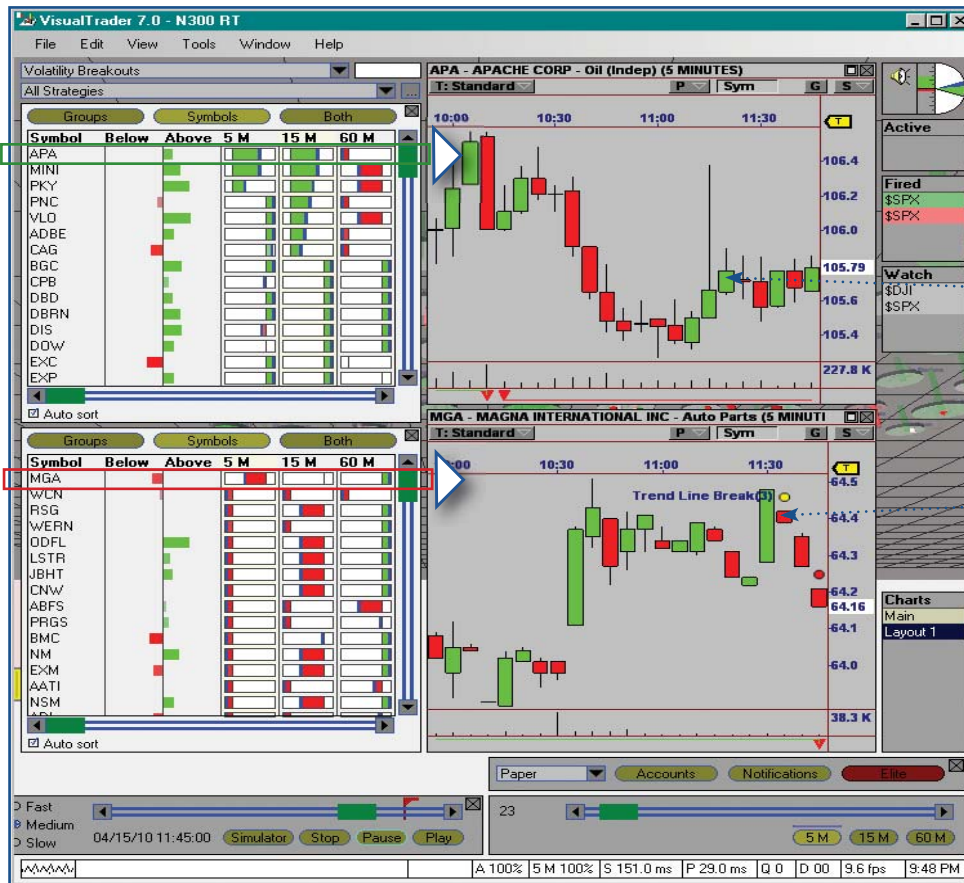 VisualTrader 7.0 - N300 RT
File Edit View Tools Window Help
Volatility Breakouts
All Strategies
...
Groups Symbols Both
Symbol Below Above 5 M 15 M 60 M
APA
MINI
PKY
PNC
VLO
ADBE
CAG
BGC
CPB
DBD
DBRN
DIS
DOW
EXC
EXP
Auto sort
Groups Symbols Both
Symbol Below Above 5 M 15 M 60 M
MGA
WCN
RSG
WERN
ODFL
LSTR
JBHT
CNW
ABFS
PRGS
BMC
NM
EXM
AATI
NSM
Auto sort
APA - APACHE CORP - Oil (Indep) (5 MINUTES)
T: Standard P Sym G S
10:00 10:30 11:00 11:30
T
106.4
106.2
106.0
105.79
105.6
105.4
227.8 K
MGA - MAGNA INTERNATIONAL INC - Auto Parts (5 MINUTI
T: Standard P Sym G S
:00 10:30 11:00 11:30
T
64.5
Trend Line Break(3)
64.4
64.3
64.2
64.16
64.1
64.0
38.3 K
Active
Fired
$SPX
$SPX
Watch
$DJI
$SPX
Charts
Main
Layout 1
Paper Accounts Notifications Elite
Fast
Medium
Slow
04/15/10 11:45:00 Simulator Stop Pause Play
23
5 M 15 M 60 M
A 100% 5 M 100% S 151.0 ms P 29.0 ms Q 0 D 00 9.6 fps 9:48 PM